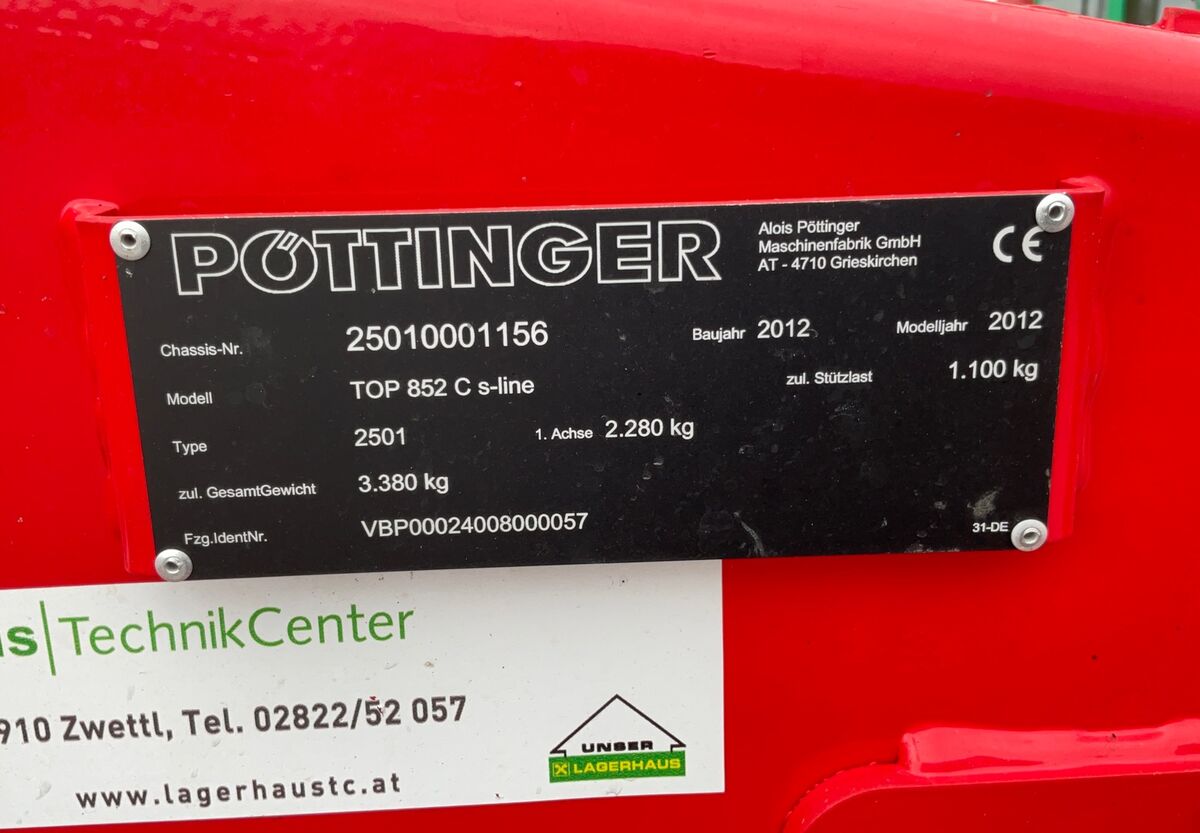 PÖTTINGER
Alois Pöttinger
Maschinenfabrik GmbH
AT - 4710 Grieskirchen
CE
Chassis-Nr. 25010001156 Baujahr 2012 Modelljahr 2012
Modell TOP 852 C s-line zul. Stützlast 1.100 kg
Type 2501 1. Achse 2.280 kg
zul. GesamtGewicht 3.380 kg
Fzg.IdentNr. VBP00024008000057
31-DE
s|TechnikCenter
910 Zwettl, Tel. 02822/52 057
www.lagerhaustc.at
UNSER
LAGERHAUS